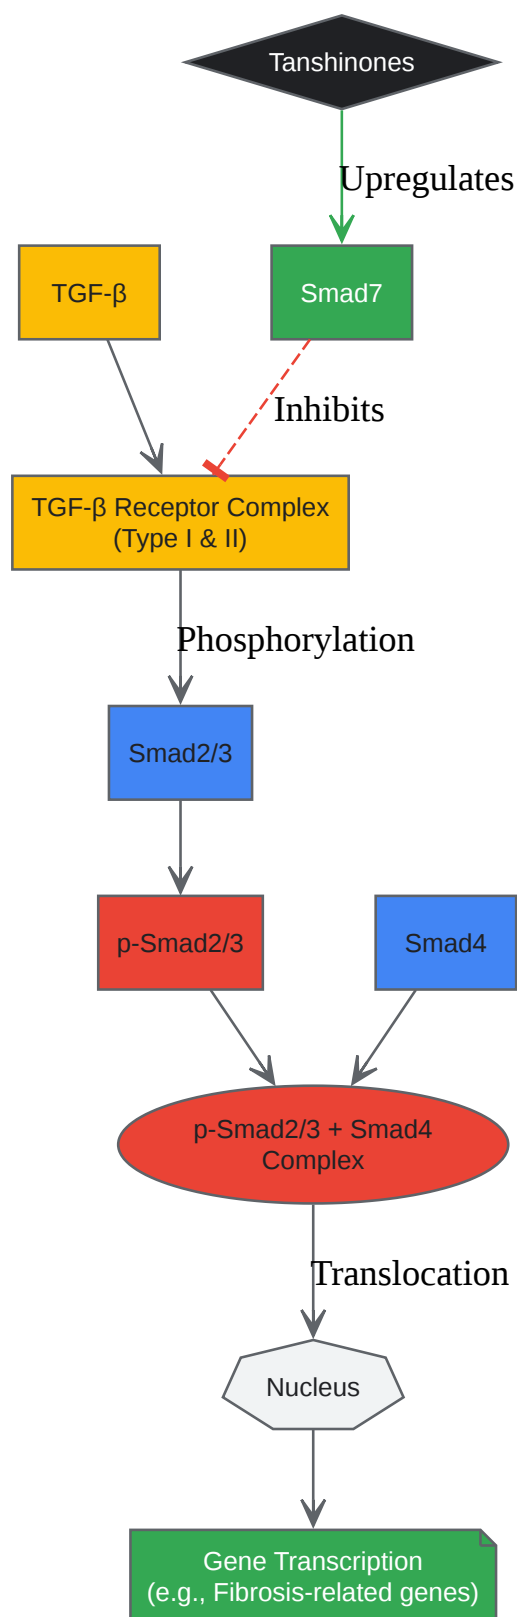 Tanshinones
Upregulates
TGF-β
Smad7
Inhibits
TGF-β Receptor Complex
(Type I & II)
Phosphorylation
Smad2/3
p-Smad2/3
Smad4
p-Smad2/3 + Smad4
Complex
Translocation
Nucleus
Gene Transcription
(e.g., Fibrosis-related genes)